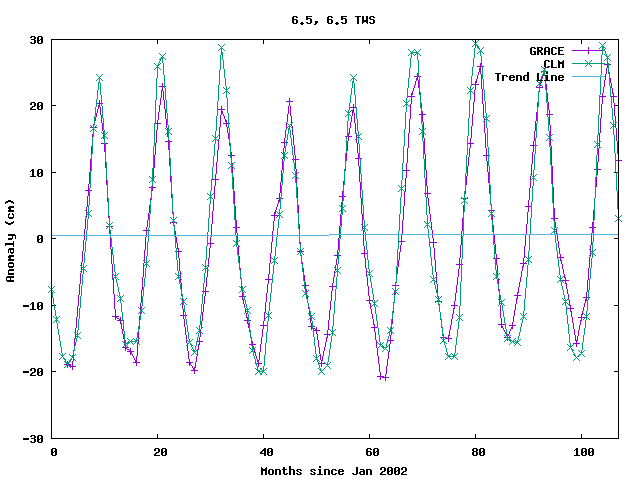 6.5, 6.5 TWS
GRACE
CLM
Trend Line
30
20
10
0
-10
-20
-30
Anomaly (cm)
0 20 40 60 80 100
Months since Jan 2002